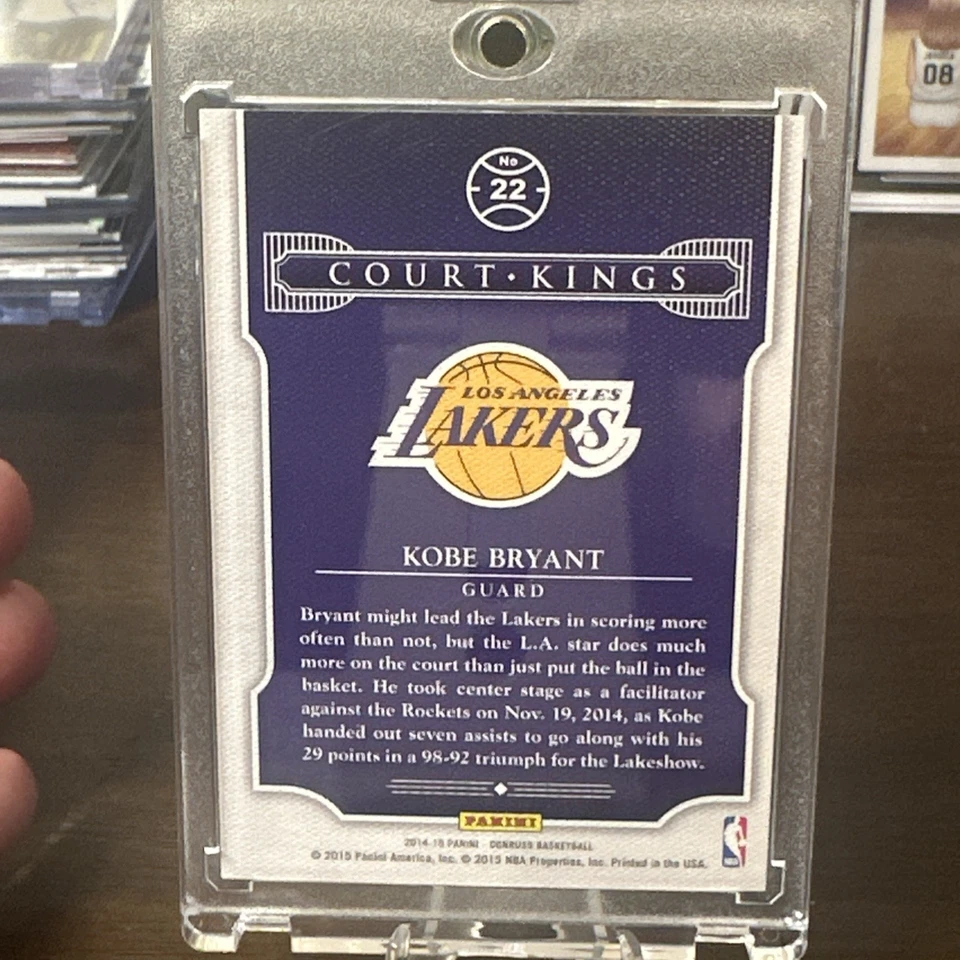 No
22
COURT • KINGS
LOS ANGELES
LAKERS
KOBE BRYANT
GUARD
Bryant might lead the Lakers in scoring more
often than not, but the L.A. star does much
more on the court than just put the ball in the
basket. He took center stage as a facilitator
against the Rockets on Nov. 19, 2014, as Kobe
handed out seven assists to go along with his
29 points in a 98-92 triumph for the Lakeshow.
PANINI
2014-15 PANINI - DONRUSS BASKETBALL
© 2015 Panini America, Inc. © 2015 NBA Properties, Inc. Printed in the USA.
NBA
08